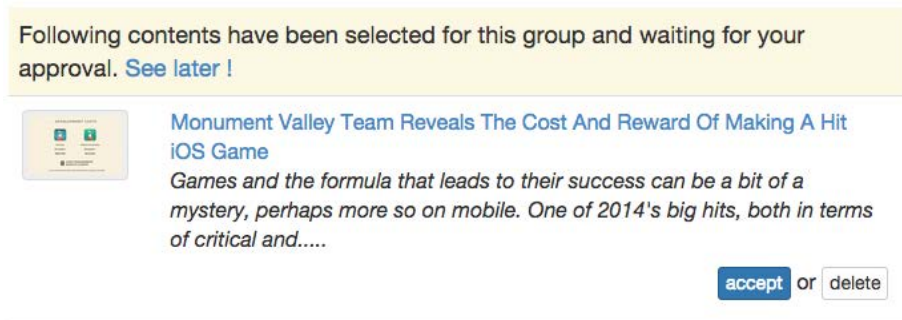 Following contents have been selected for this group and waiting for your
approval. See later !
Monument Valley Team Reveals The Cost And Reward Of Making A Hit
iOS Game
Games and the formula that leads to their success can be a bit of a
mystery, perhaps more so on mobile. One of 2014's big hits, both in terms
of critical and.....
accept or delete